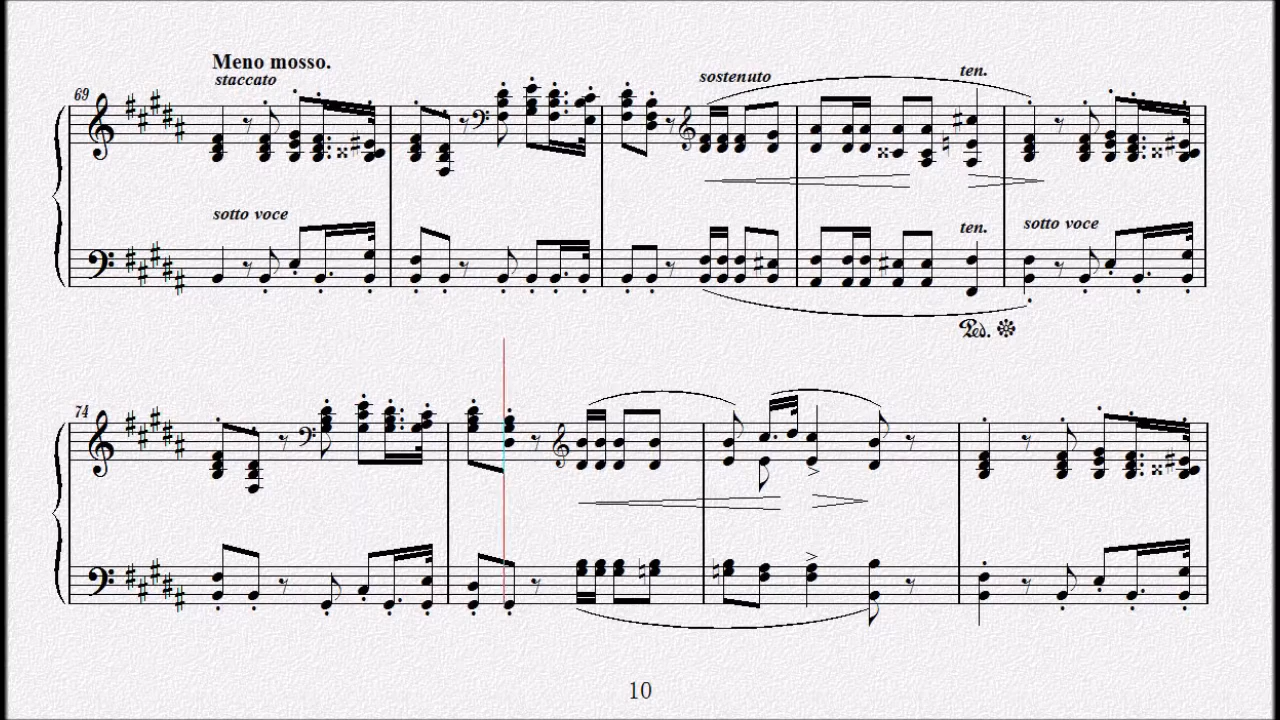 Meno mosso.
staccato
sostenuto
ten.
69
sotto voce
ten.
sotto voce
Ped.
74
10